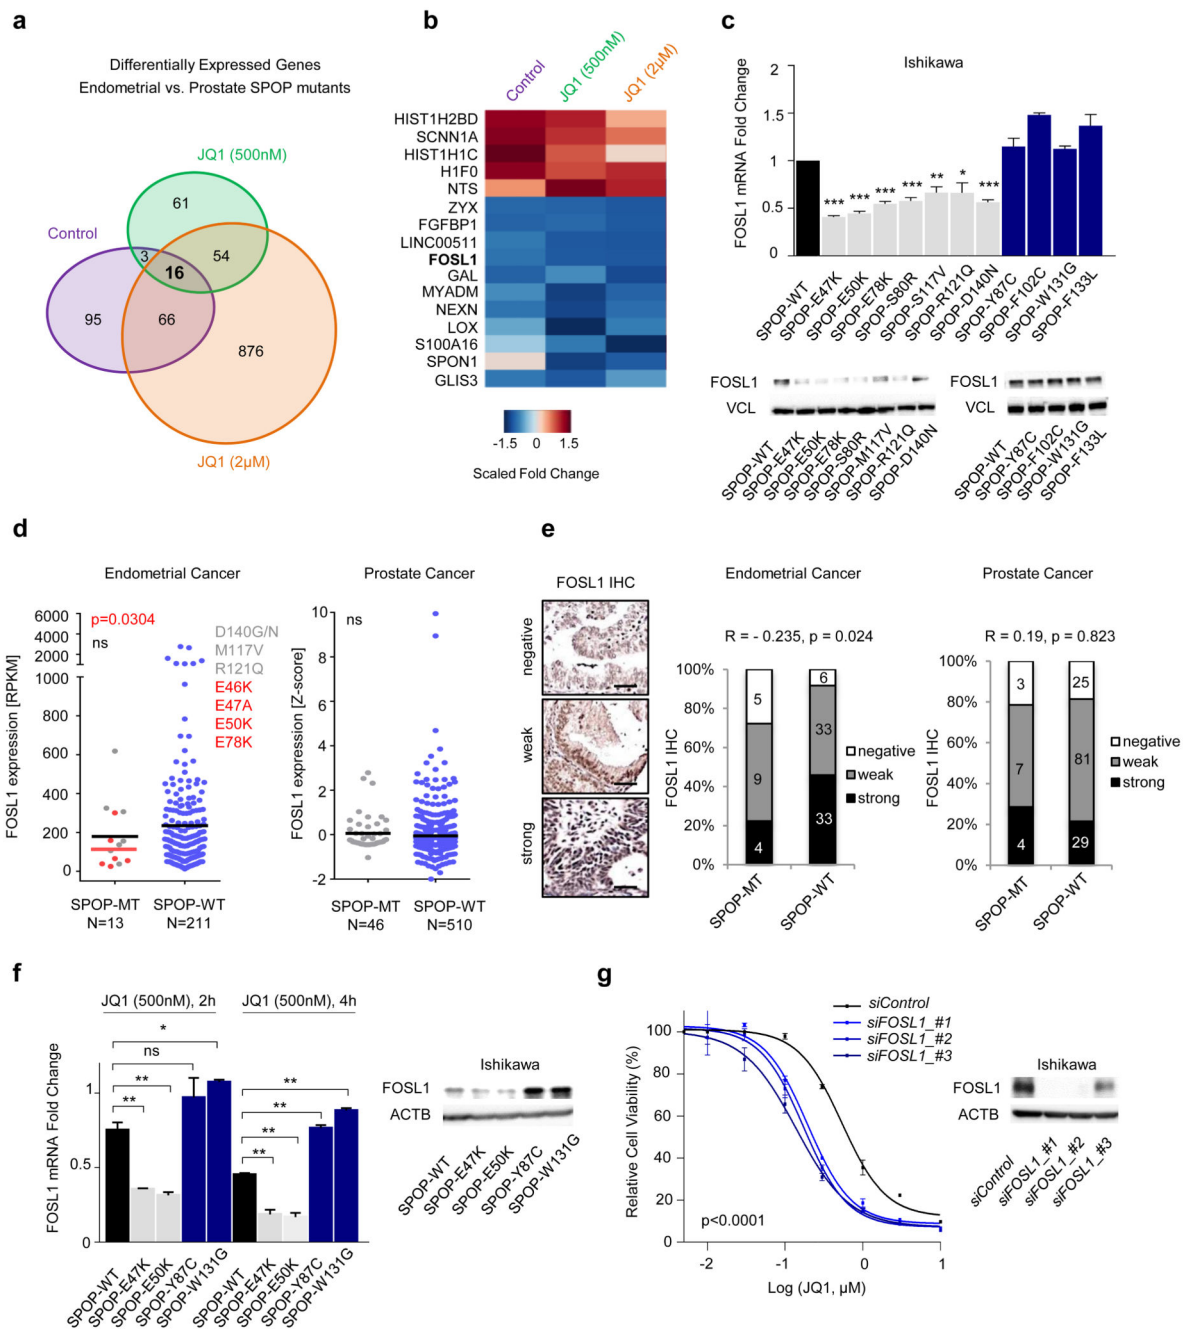 a
Differentially Expressed Genes
Endometrial vs. Prostate SPOP mutants
JQ1 (500nM)
61
Control
3
54
16
95
66
876
JQ1 (2μM)
b
Control
JQ1 (500nM)
JQ1 (2μM)
HIST1H2BD
SCNN1A
HIST1H1C
H1F0
NTS
ZYX
FGFBP1
LINC00511
FOSL1
GAL
MYADM
NEXN
LOX
S100A16
SPON1
GLIS3
-1.5 0 1.5
Scaled Fold Change
c
Ishikawa
FOSL1 mRNA Fold Change
2
1.5
1
0.5
0
*** *** *** *** ** * ***
SPOP-WT
SPOP-E47K
SPOP-E50K
SPOP-E78K
SPOP-S80R
SPOP-S117V
SPOP-R121Q
SPOP-D140N
SPOP-Y87C
SPOP-F102C
SPOP-W131G
SPOP-F133L
FOSL1
VCL
SPOP-WT
SPOP-E47K
SPOP-E50K
SPOP-E78K
SPOP-S80R
SPOP-M117V
SPOP-R121Q
SPOP-D140N
FOSL1
VCL
SPOP-WT
SPOP-Y87C
SPOP-F102C
SPOP-W131G
SPOP-F133L
d
Endometrial Cancer
FOSL1 expression [RPKM]
6000
4000
2000
1000
800
600
400
200
0
p=0.0304
ns
D140G/N
M117V
R121Q
E46K
E47A
E50K
E78K
SPOP-MT
N=13
SPOP-WT
N=211
Prostate Cancer
FOSL1 expression [Z-score]
10
8
6
4
2
0
-2
ns
SPOP-MT
N=46
SPOP-WT
N=510
e
FOSL1 IHC
negative
weak
strong
Endometrial Cancer
R = - 0.235, p = 0.024
FOSL1 IHC
100%
80%
60%
40%
20%
0%
5
9
4
6
33
33
negative
weak
strong
SPOP-MT
SPOP-WT
Prostate Cancer
R = 0.19, p = 0.823
FOSL1 IHC
100%
80%
60%
40%
20%
0%
3
7
4
25
81
29
negative
weak
strong
SPOP-MT
SPOP-WT
f
JQ1 (500nM), 2h
JQ1 (500nM), 4h
FOSL1 mRNA Fold Change
1
0.5
0
*
ns
**
**
**
**
**
**
SPOP-WT
SPOP-E47K
SPOP-E50K
SPOP-Y87C
SPOP-W131G
SPOP-WT
SPOP-E47K
SPOP-E50K
SPOP-Y87C
SPOP-W131G
Ishikawa
FOSL1
ACTB
SPOP-WT
SPOP-E47K
SPOP-E50K
SPOP-Y87C
SPOP-W131G
g
siControl
siFOSL1_#1
siFOSL1_#2
siFOSL1_#3
Relative Cell Viability (%)
100
80
60
40
20
0
p<0.0001
-2 -1 0 1
Log (JQ1, μM)
Ishikawa
FOSL1
ACTB
siControl
siFOSL1_#1
siFOSL1_#2
siFOSL1_#3